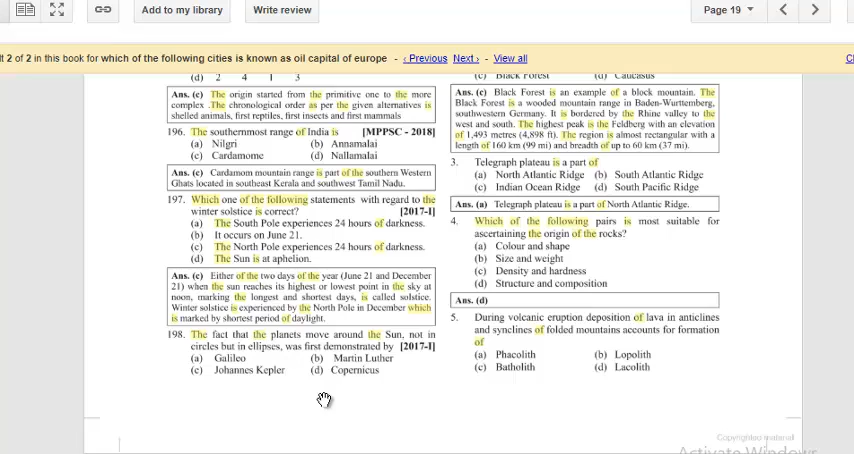 Add to my library
Write review
Page 19
lt 2 of 2 in this book for which of the following cities is known as oil capital of europe - ‹ Previous Next › - View all
Cl
(d) 2 4 1 3
Ans. (c) The origin started from the primitive one to the more
complex .The chronological order as per the given alternatives is
shelled animals, first reptiles, first insects and first mammals
196. The southernmost range of India is [MPPSC - 2018]
(a) Nilgri (b) Annamalai
(c) Cardamome (d) Nallamalai
Ans. (c) Cardamom mountain range is part of the southern Western
Ghats located in southeast Kerala and southwest Tamil Nadu.
197. Which one of the following statements with regard to the
winter solstice is correct? [2017-I]
(a) The South Pole experiences 24 hours of darkness.
(b) It occurs on June 21.
(c) The North Pole experiences 24 hours of darkness.
(d) The Sun is at aphelion.
Ans. (c) Either of the two days of the year (June 21 and December
21) when the sun reaches its highest or lowest point in the sky at
noon, marking the longest and shortest days, is called solstice.
Winter solstice is experienced by the North Pole in December which
is marked by shortest period of daylight.
198. The fact that the planets move around the Sun, not in
circles but in ellipses, was first demonstrated by [2017-I]
(a) Galileo (b) Martin Luther
(c) Johannes Kepler (d) Copernicus
(c) Black Forest (d) Caucasus
Ans. (c) Black Forest is an example of a block mountain. The
Black Forest is a wooded mountain range in Baden-Wurttemberg,
southwestern Germany. It is bordered by the Rhine valley to the
west and south. The highest peak is the Feldberg with an elevation
of 1,493 metres (4,898 ft). The region is almost rectangular with a
length of 160 km (99 mi) and breadth of up to 60 km (37 mi).
3. Telegraph plateau is a part of
(a) North Atlantic Ridge (b) South Atlantic Ridge
(c) Indian Ocean Ridge (d) South Pacific Ridge
Ans. (a) Telegraph plateau is a part of North Atlantic Ridge.
4. Which of the following pairs is most suitable for
ascertaining the origin of the rocks?
(a) Colour and shape
(b) Size and weight
(c) Density and hardness
(d) Structure and composition
Ans. (d)
5. During volcanic eruption deposition of lava in anticlines
and synclines of folded mountains accounts for formation
of
(a) Phacolith (b) Lopolith
(c) Batholith (d) Lacolith
Copyrighted material
Activate Windows